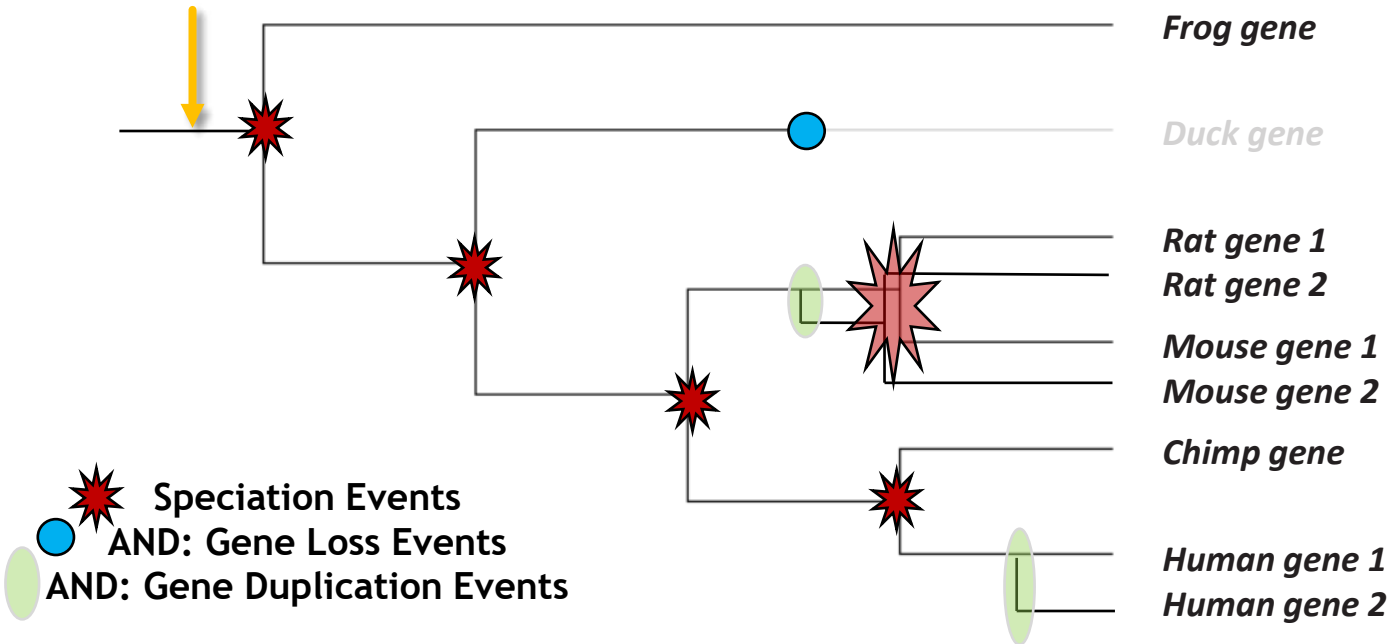 Frog gene
Duck gene
Rat gene 1
Rat gene 2
Mouse gene 1
Mouse gene 2
Chimp gene
Speciation Events
AND: Gene Loss Events
Human gene 1
AND: Gene Duplication Events
Human gene 2